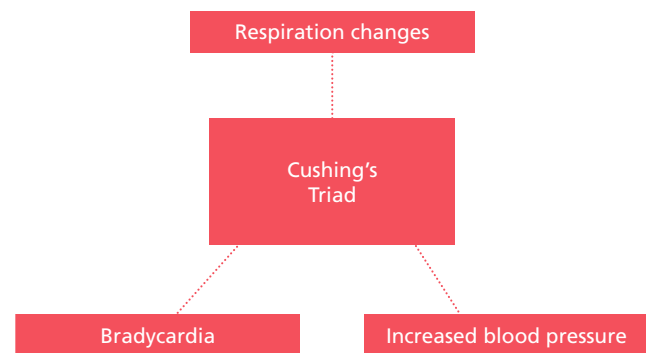 Respiration changes
Cushing’s
Triad
Bradycardia
Increased blood pressure